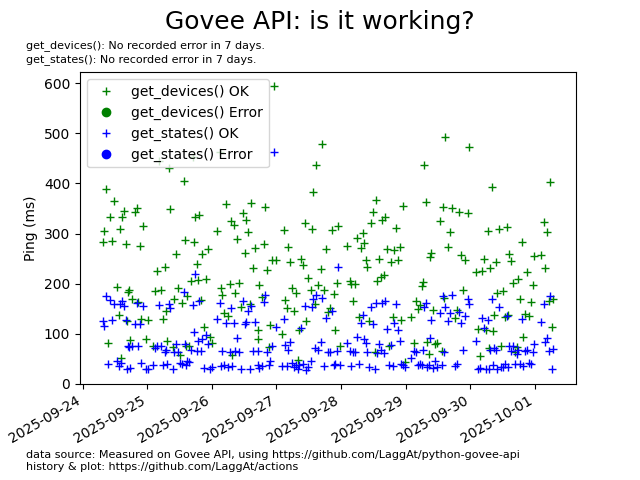 Govee API: is it working?
get_devices(): No recorded error in 7 days.
get_states(): No recorded error in 7 days.
get_devices() OK
get_devices() Error
get_states() OK
get_states() Error
Ping (ms)
600
500
400
300
200
100
0
2025-09-24
2025-09-25
2025-09-26
2025-09-27
2025-09-28
2025-09-29
2025-09-30
2025-10-01
data source: Measured on Govee API, using https://github.com/LaggAt/python-govee-api
history & plot: https://github.com/LaggAt/actions